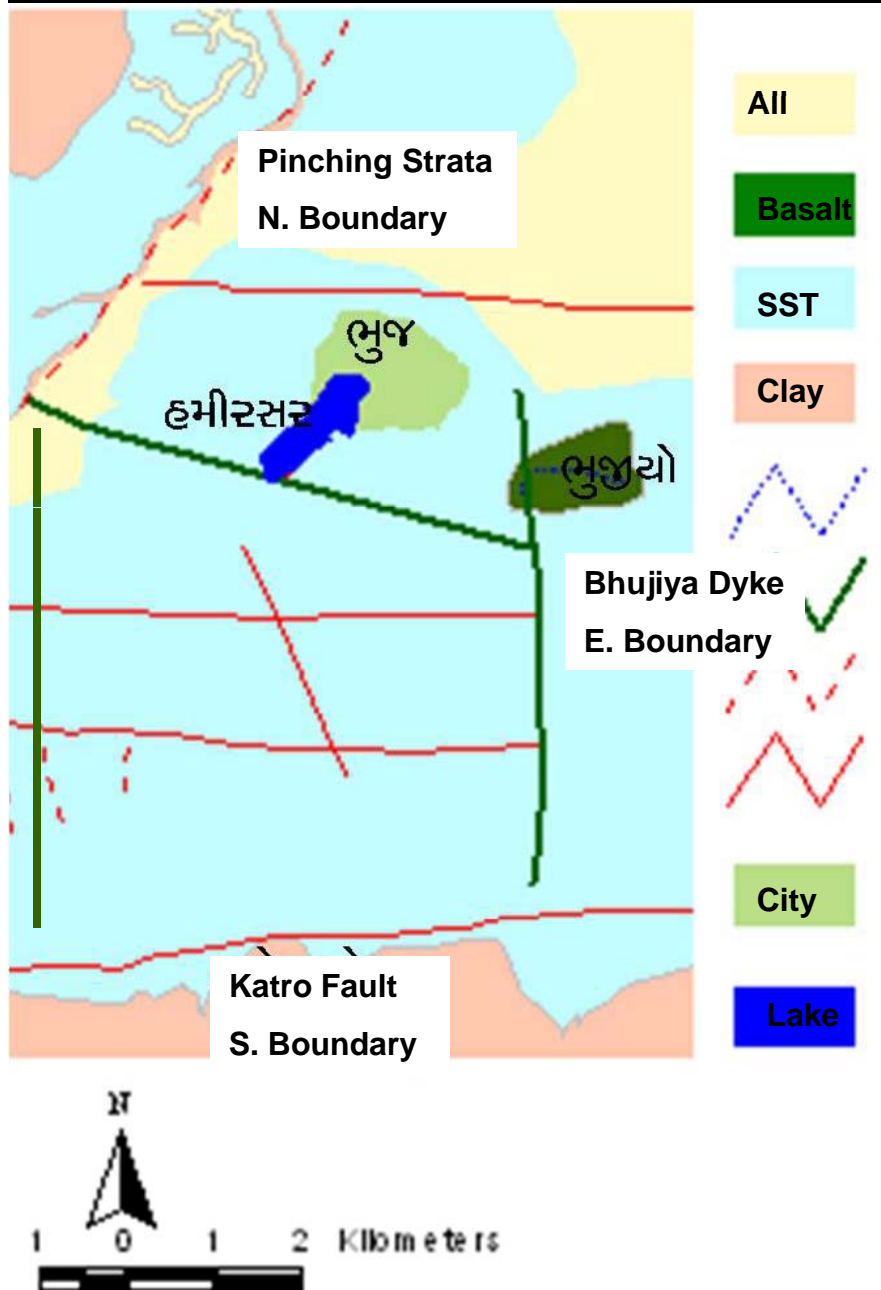 Pinching Strata
N. Boundary
ભુજ
હમીરસર
ભુજીયો
Bhujiya Dyke
E. Boundary
Katro Fault
S. Boundary
All
Basalt
SST
Clay
City
Lake
N
1 0 1 2 Kilometers